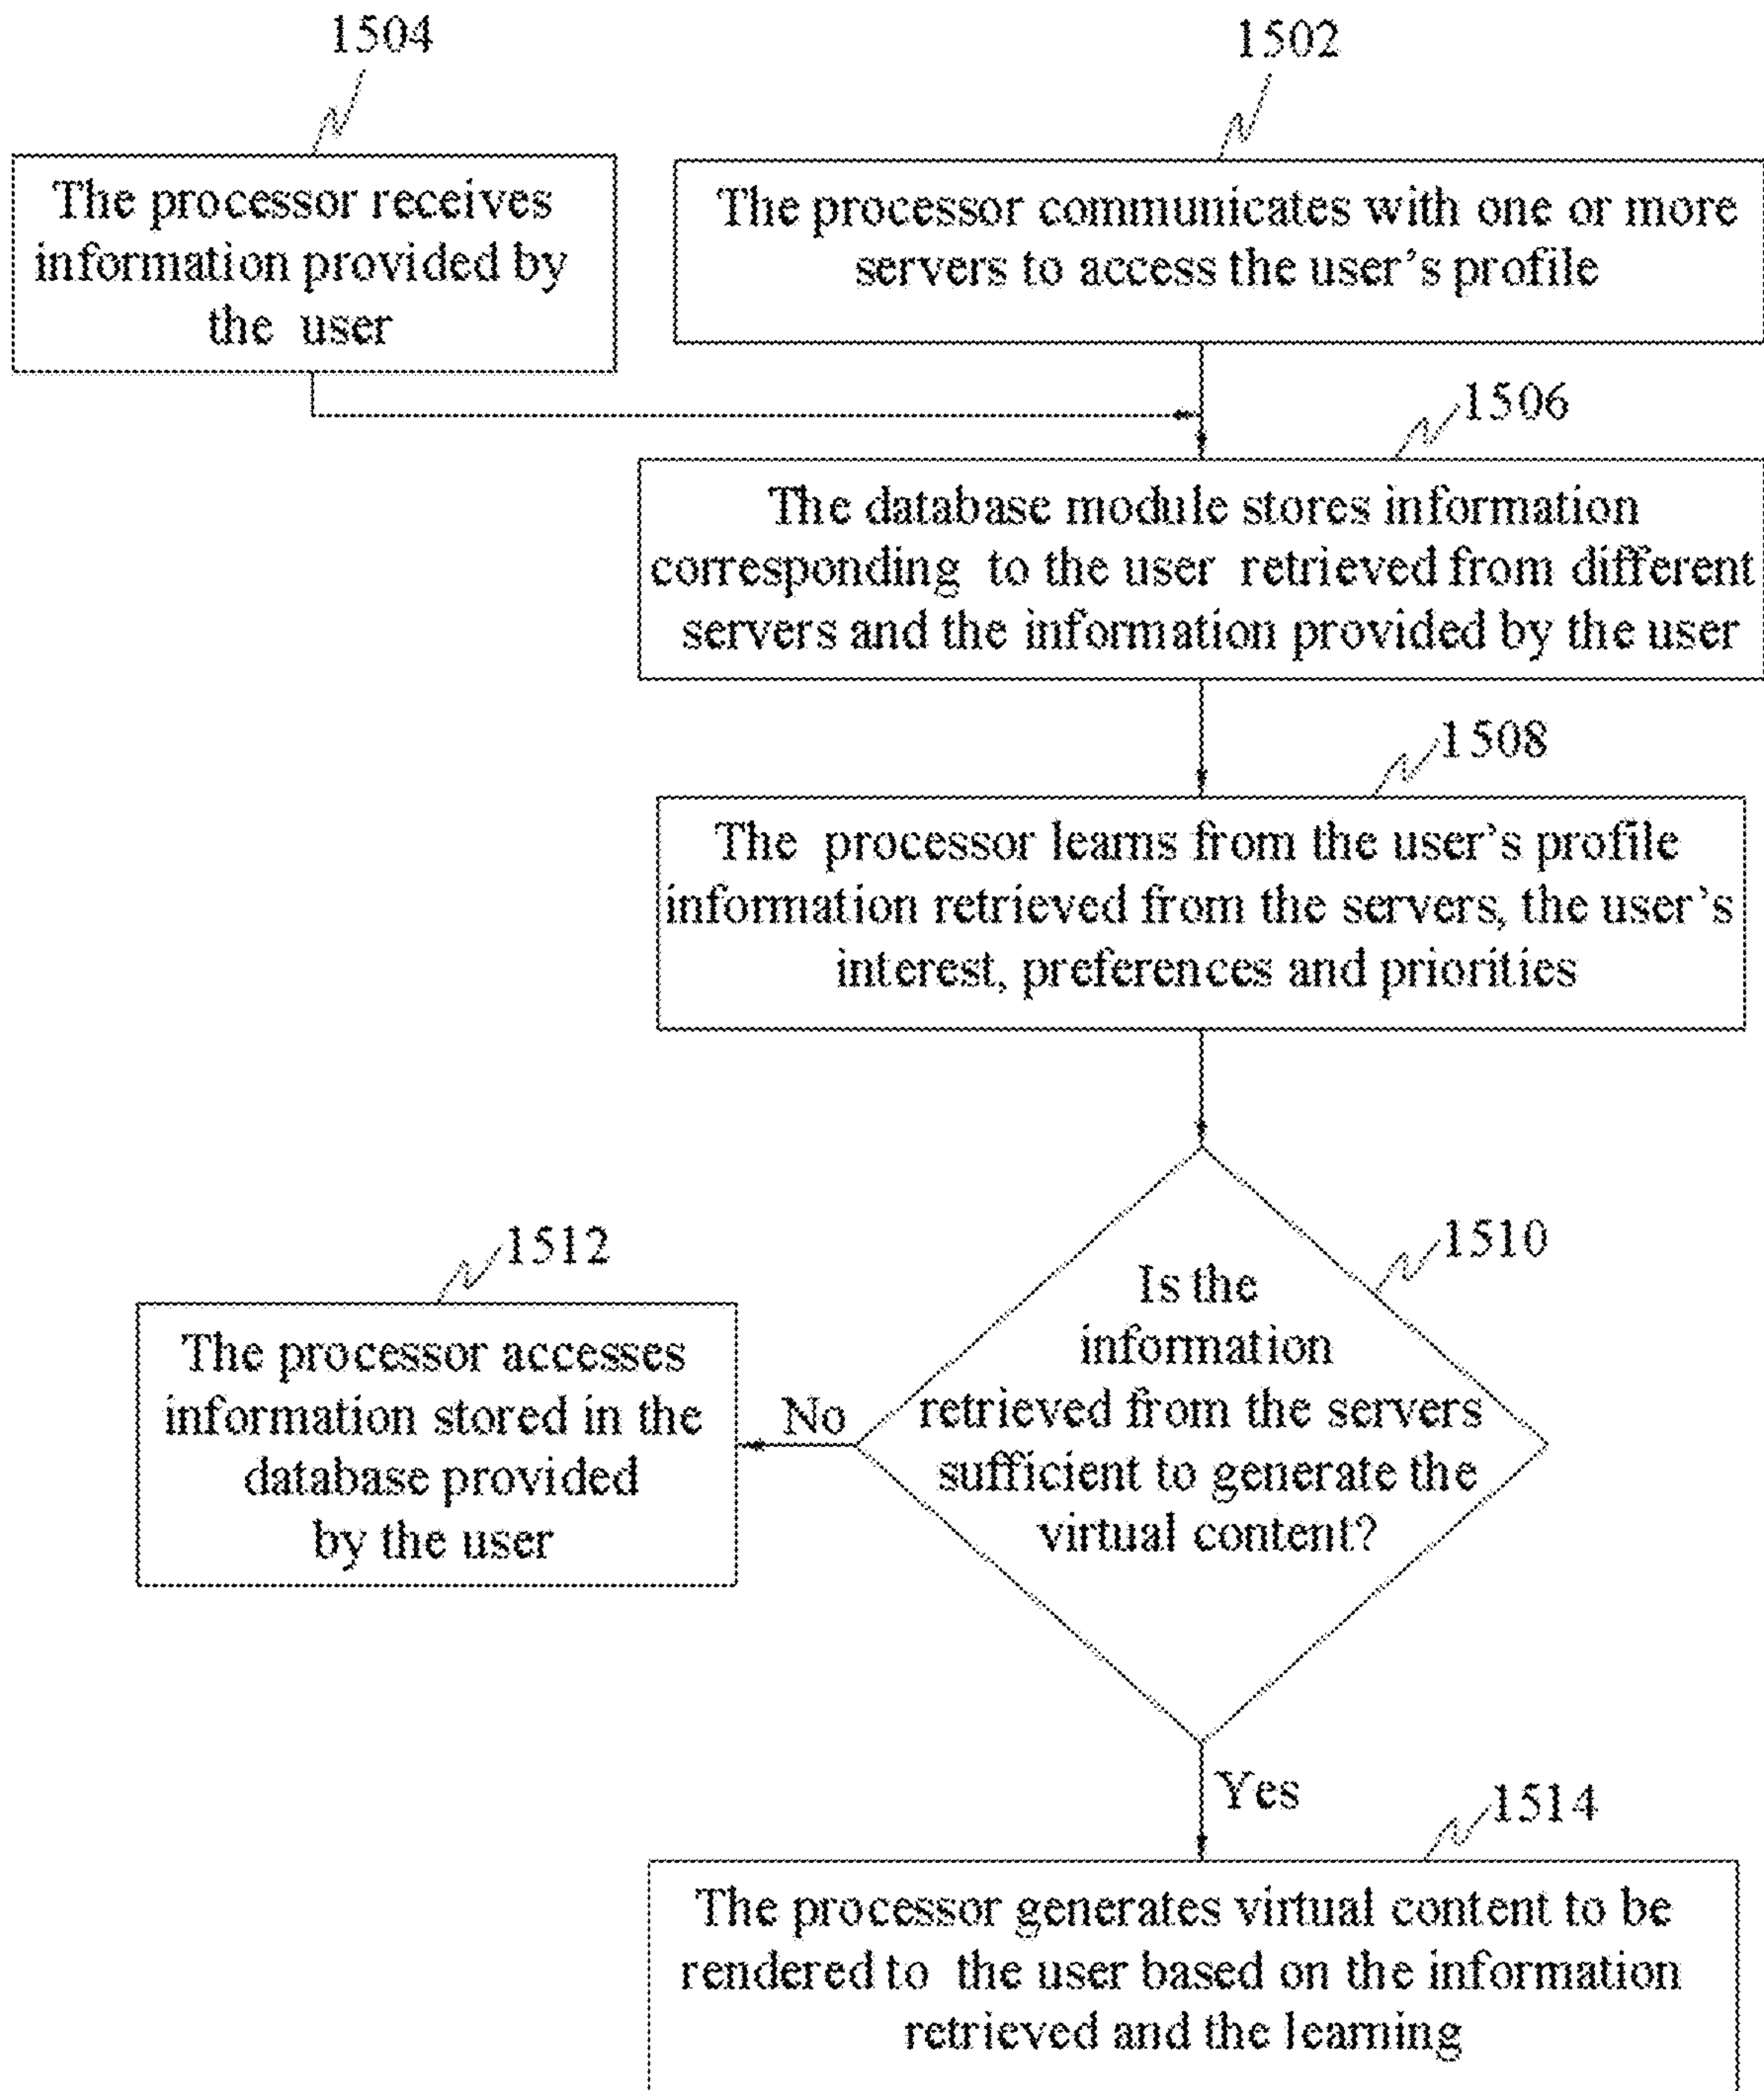 1504
1502
The processor receives
information provided by
the user
The processor communicates with one or more
servers to access the user's profile
1506
The database module stores information
corresponding to the user retrieved from different
servers and the information provided by the user
1508
The processor learns from the user's profile
information retrieved from the servers, the user's
interest, preferences and priorities
1510
Is the
information
retrieved from the servers
sufficient to generate the
virtual content?
1512
The processor accesses
information stored in the
database provided
by the user
No
Yes
1514
The processor generates virtual content to be
rendered to the user based on the information
retrieved and the learning